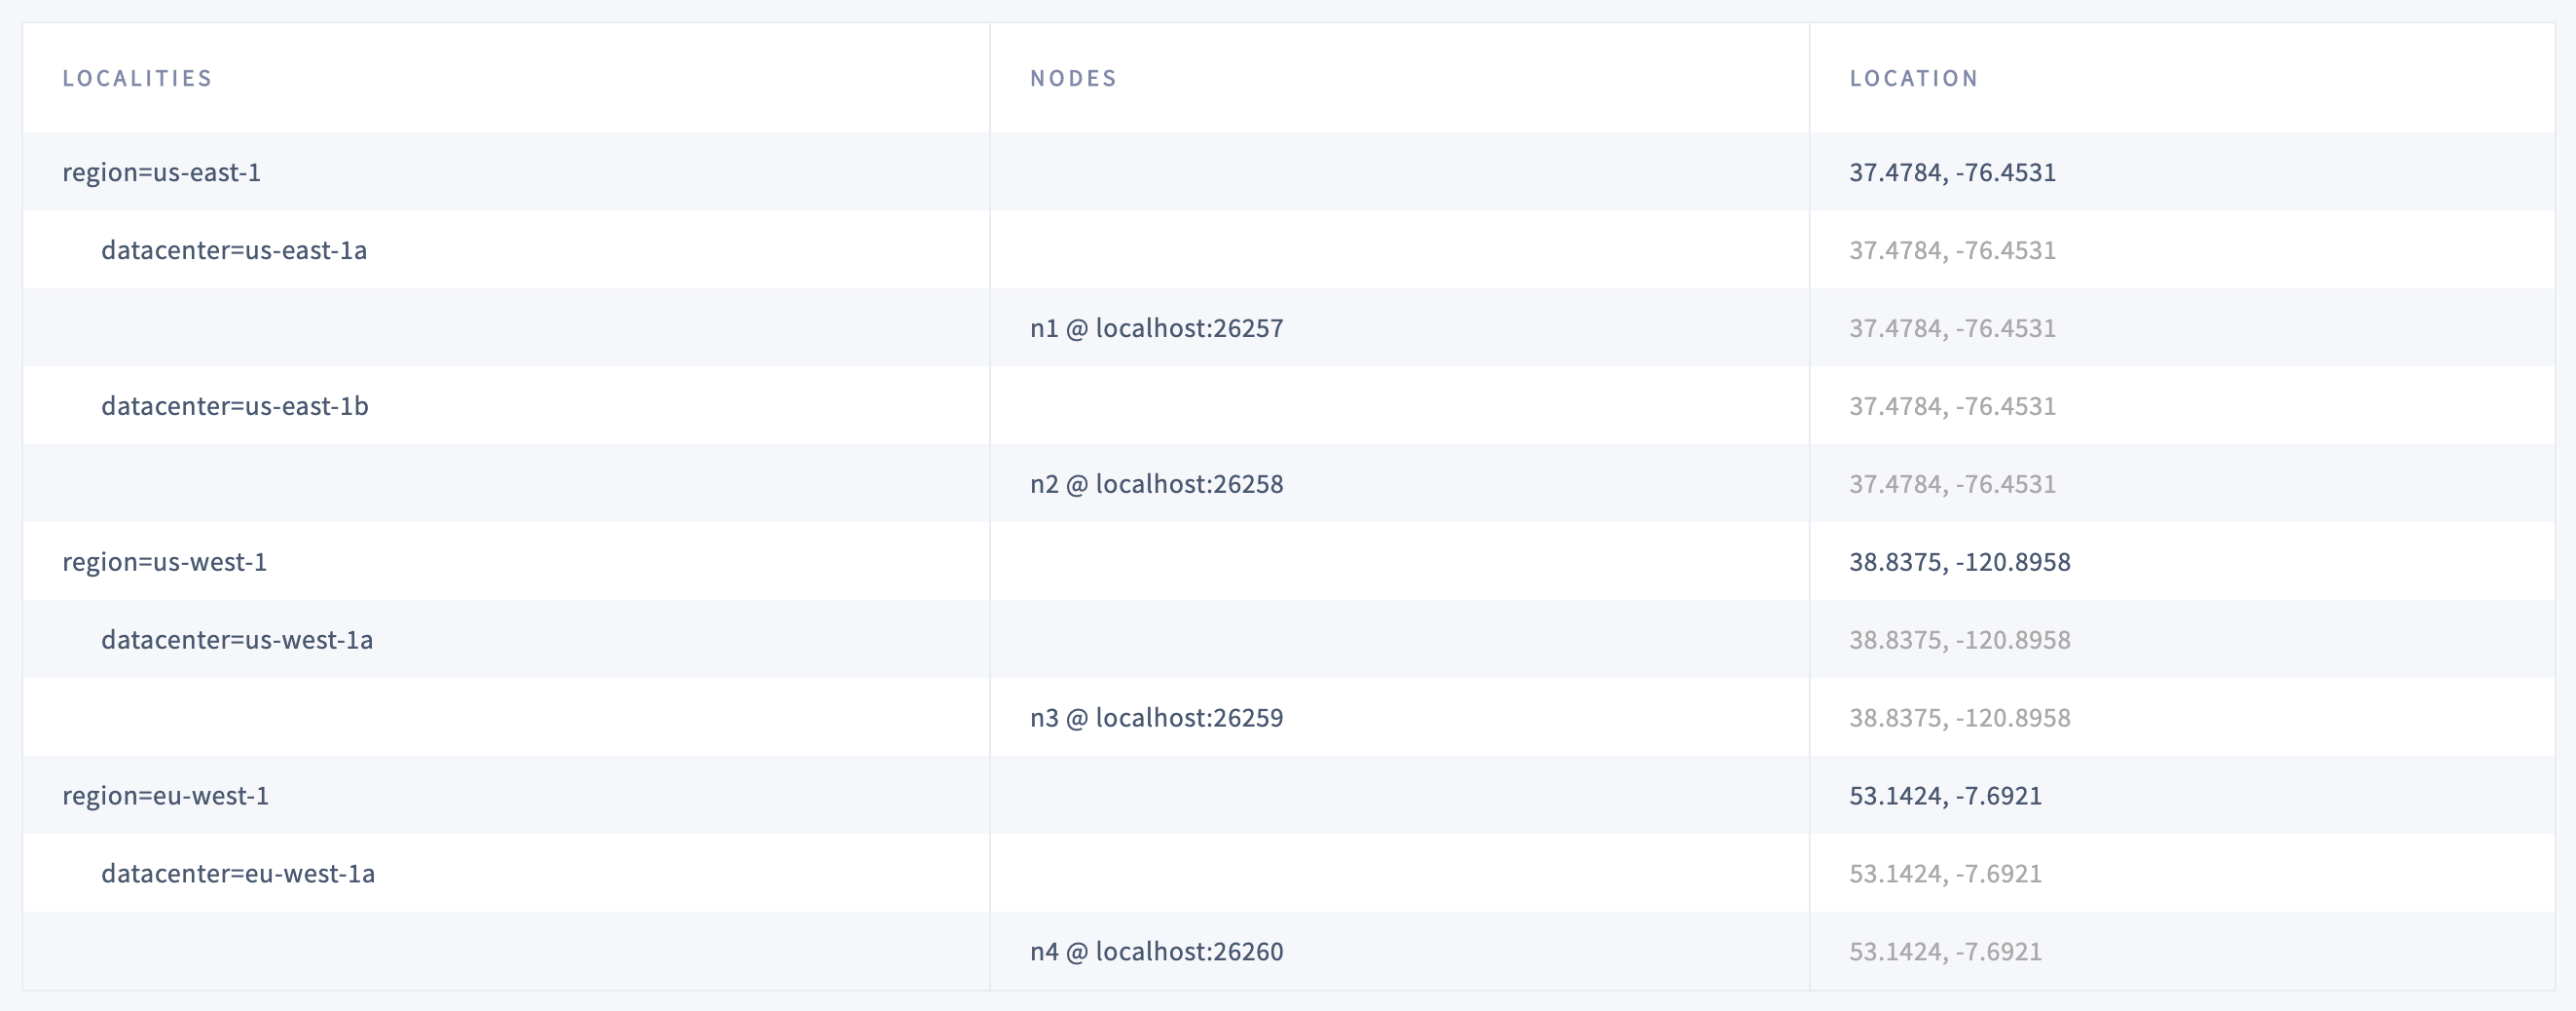 LOCALITIES NODES LOCATION
region=us-east-1 37.4784, -76.4531
datacenter=us-east-1a 37.4784, -76.4531
n1 @ localhost:26257 37.4784, -76.4531
datacenter=us-east-1b 37.4784, -76.4531
n2 @ localhost:26258 37.4784, -76.4531
region=us-west-1 38.8375, -120.8958
datacenter=us-west-1a 38.8375, -120.8958
n3 @ localhost:26259 38.8375, -120.8958
region=eu-west-1 53.1424, -7.6921
datacenter=eu-west-1a 53.1424, -7.6921
n4 @ localhost:26260 53.1424, -7.6921